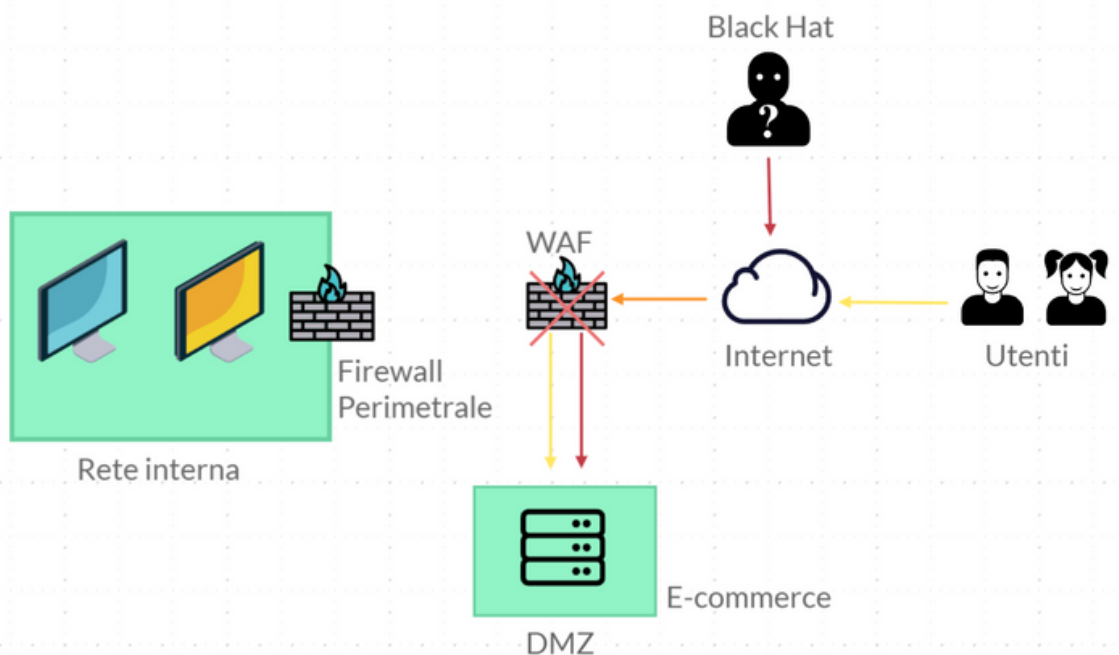 Black Hat
WAF
Internet
Utenti
Firewall
Perimetrale
Rete interna
E-commerce
DMZ